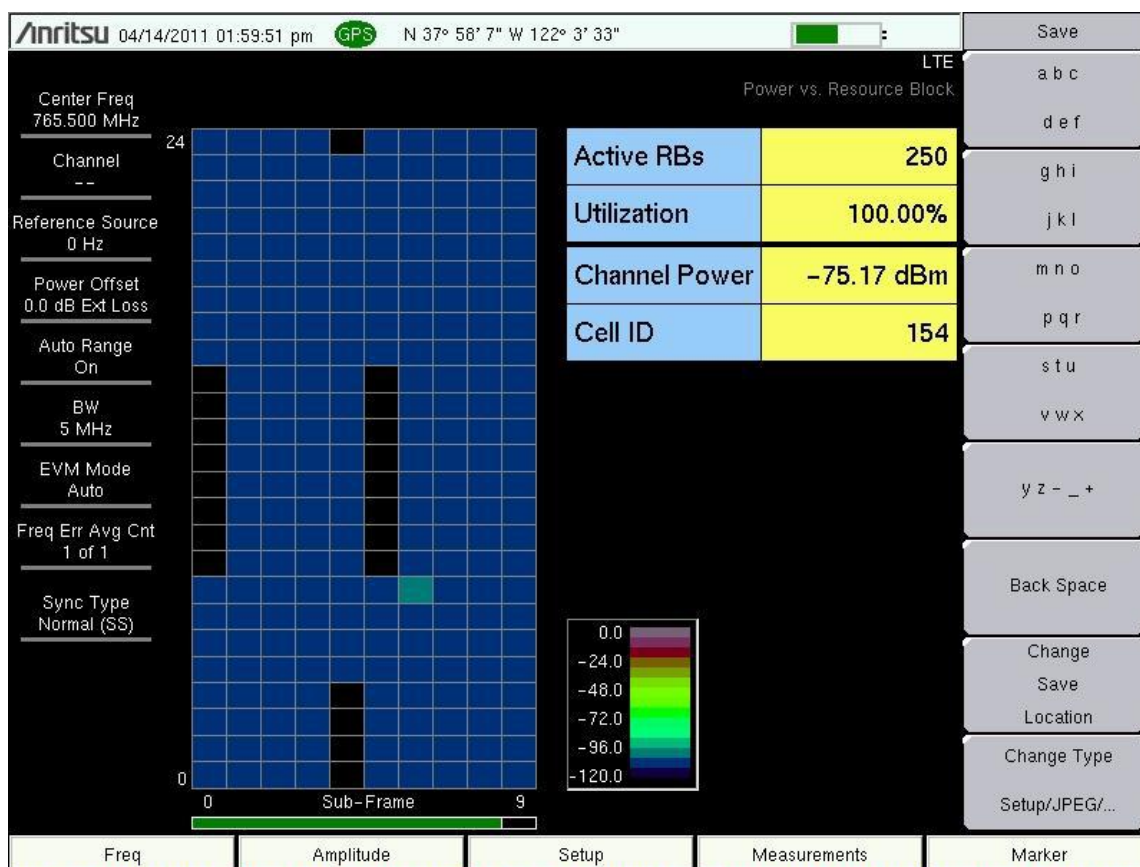 Anritsu 04/14/2011 01:59:51 pm GPS N 37° 58' 7" W 122° 3' 33"
Save
LTE
Power vs. Resource Block
Center Freq
765.500 MHz
Channel
--
Reference Source
0 Hz
Power Offset
0.0 dB Ext Loss
Auto Range
On
BW
5 MHz
EVM Mode
Auto
Freq Err Avg Cnt
1 of 1
Sync Type
Normal (SS)
24
0
0 Sub-Frame 9
Active RBs 250
Utilization 100.00%
Channel Power -75.17 dBm
Cell ID 154
0.0
-24.0
-48.0
-72.0
-96.0
-120.0
a b c
d e f
g h i
j k l
m n o
p q r
s t u
v w x
y z - _ +
Back Space
Change
Save
Location
Change Type
Setup/JPEG/...
Freq Amplitude Setup Measurements Marker